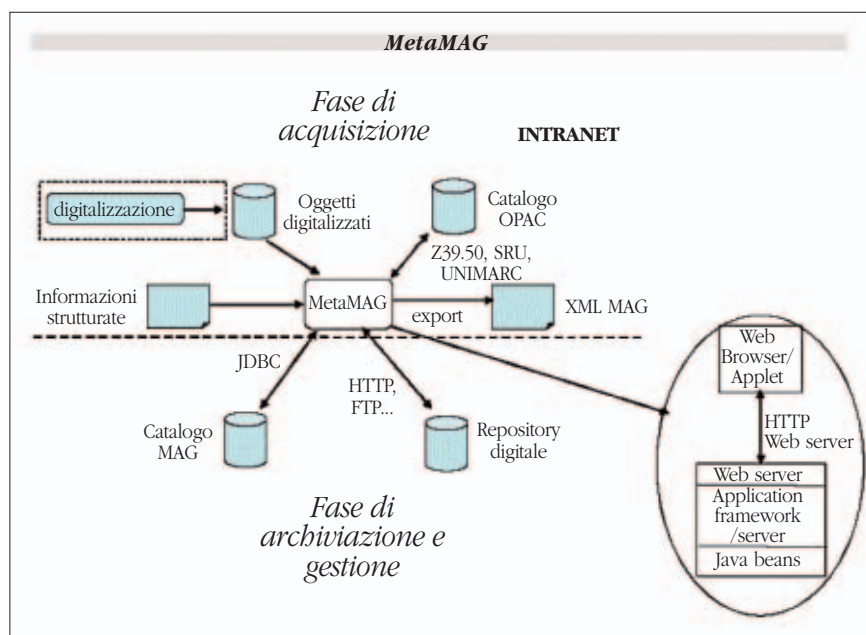 MetaMAG
Fase di
acquisizione
INTRANET
digitalizzazione
Oggetti
digitalizzati
Catalogo
OPAC
Z39.50, SRU,
UNIMARC
Informazioni
strutturate
MetaMAG
export
XML MAG
JDBC
HTTP,
FTP...
Catalogo
MAG
Repository
digitale
Fase di
archiviazione e
gestione
Web
Browser/
Applet
HTTP
Web server
Web server
Application
framework
/server
Java beans